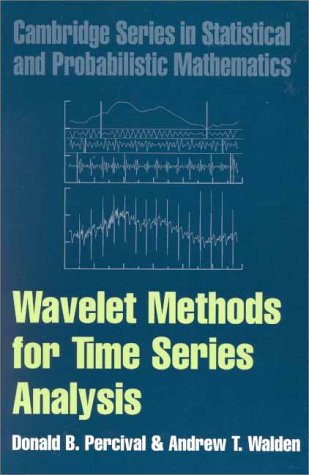 Cambridge Series in Statistical
and Probabilistic Mathematics
Wavelet Methods
for Time Series
Analysis
Donald B. Percival & Andrew T. Walden